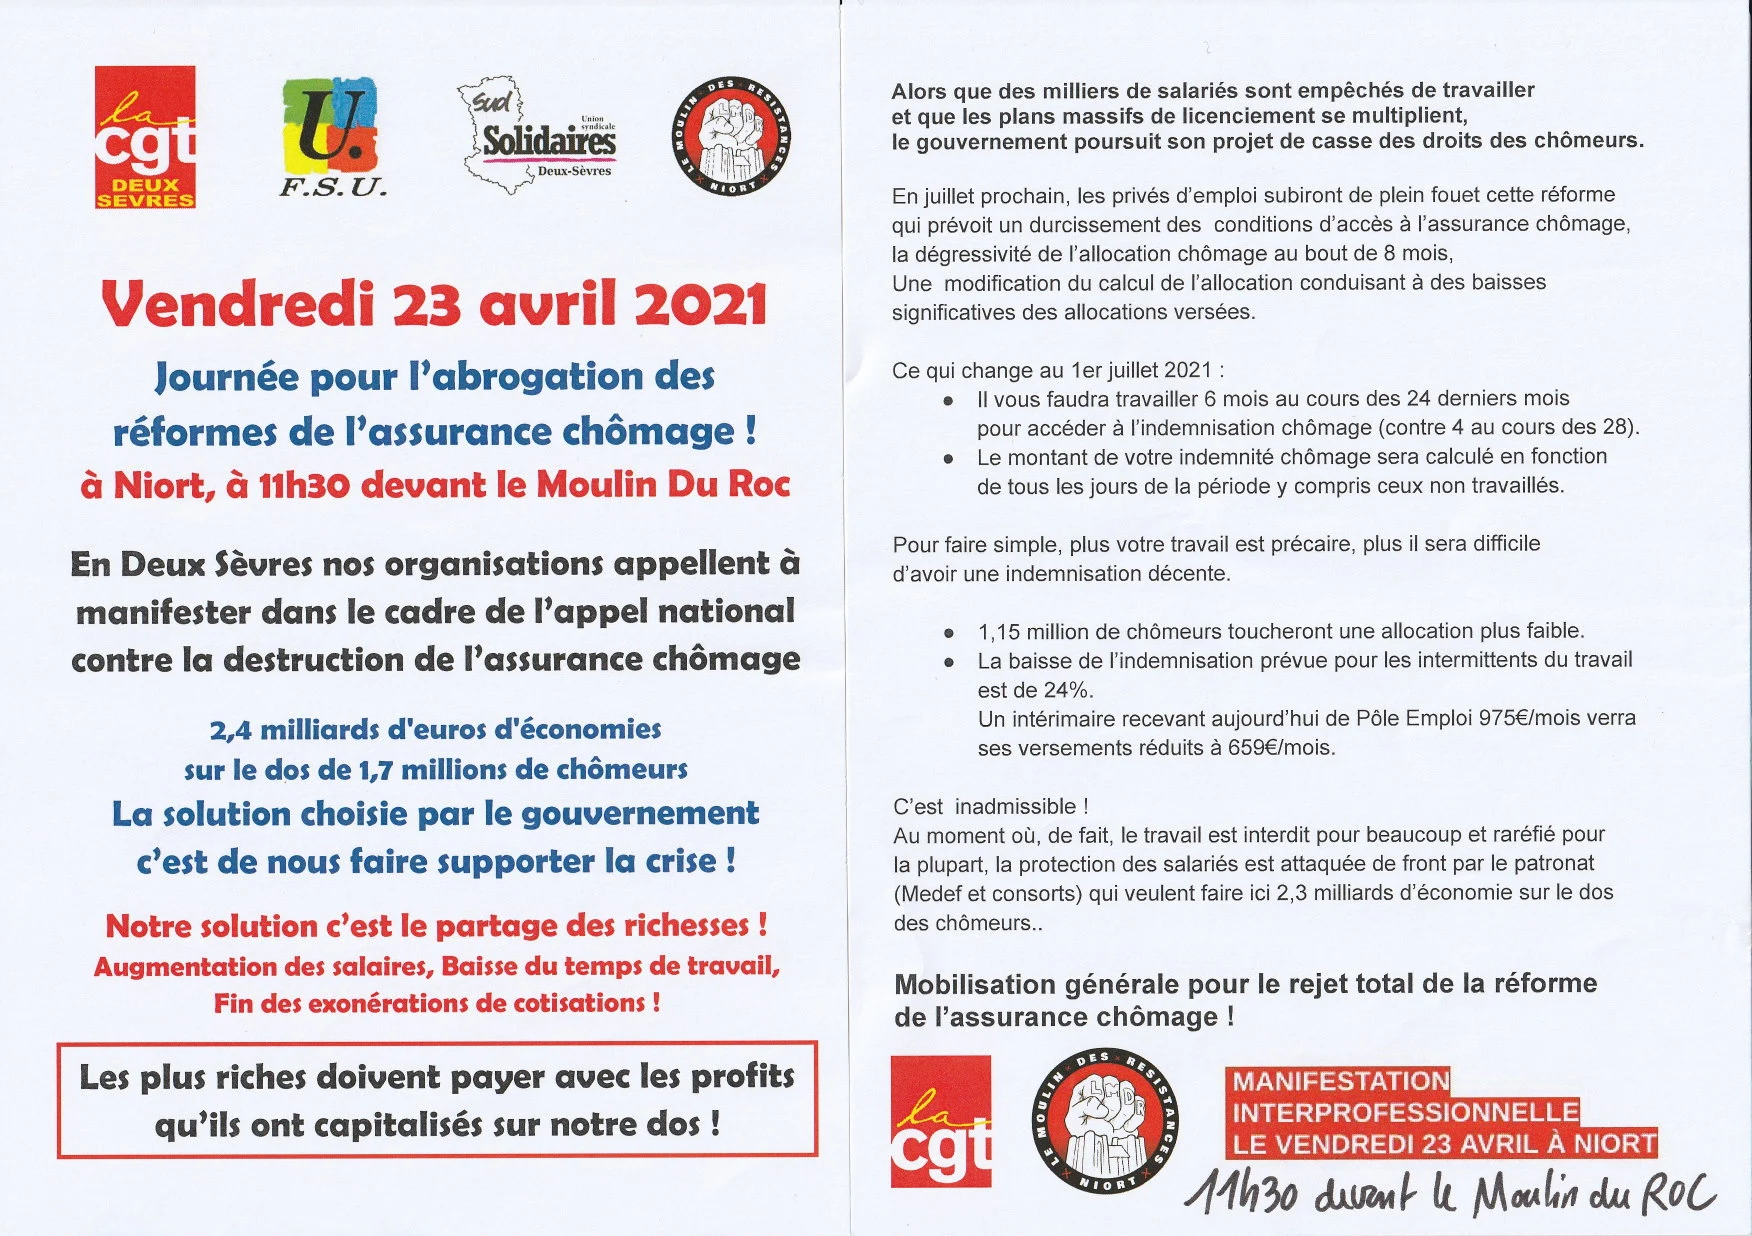 la
cgt
DEUX
SEVRES
U.
F.S.U.
Sud
Union
syndicale
Solidaires
Deux-Sèvres
LE MOULIN DES RESISTANCES
LMDR
NIORT
Vendredi 23 avril 2021
Journée pour l'abrogation des
réformes de l'assurance chômage !
à Niort, à 11h30 devant le Moulin Du Roc
En Deux Sèvres nos organisations appellent à
manifester dans le cadre de l'appel national
contre la destruction de l'assurance chômage
2,4 milliards d'euros d'économies
sur le dos de 1,7 millions de chômeurs
La solution choisie par le gouvernement
c'est de nous faire supporter la crise !
Notre solution c'est le partage des richesses !
Augmentation des salaires, Baisse du temps de travail,
Fin des exonérations de cotisations !
Les plus riches doivent payer avec les profits
qu'ils ont capitalisés sur notre dos !
Alors que des milliers de salariés sont empêchés de travailler
et que les plans massifs de licenciement se multiplient,
le gouvernement poursuit son projet de casse des droits des chômeurs.
En juillet prochain, les privés d'emploi subiront de plein fouet cette réforme
qui prévoit un durcissement des conditions d'accès à l'assurance chômage,
la dégressivité de l'allocation chômage au bout de 8 mois,
Une modification du calcul de l'allocation conduisant à des baisses
significatives des allocations versées.
Ce qui change au 1er juillet 2021 :
● Il vous faudra travailler 6 mois au cours des 24 derniers mois
pour accéder à l'indemnisation chômage (contre 4 au cours des 28).
● Le montant de votre indemnité chômage sera calculé en fonction
de tous les jours de la période y compris ceux non travaillés.
Pour faire simple, plus votre travail est précaire, plus il sera difficile
d'avoir une indemnisation décente.
● 1,15 million de chômeurs toucheront une allocation plus faible.
● La baisse de l'indemnisation prévue pour les intermittents du travail
est de 24%.
Un intérimaire recevant aujourd'hui de Pôle Emploi 975€/mois verra
ses versements réduits à 659€/mois.
C'est inadmissible !
Au moment où, de fait, le travail est interdit pour beaucoup et raréfié pour
la plupart, la protection des salariés est attaquée de front par le patronat
(Medef et consorts) qui veulent faire ici 2,3 milliards d'économie sur le dos
des chômeurs..
Mobilisation générale pour le rejet total de la réforme
de l'assurance chômage !
la
cgt
LE MOULIN DES RESISTANCES
LMDR
NIORT
MANIFESTATION
INTERPROFESSIONNELLE
LE VENDREDI 23 AVRIL À NIORT
11h30 devant le Moulin du ROC